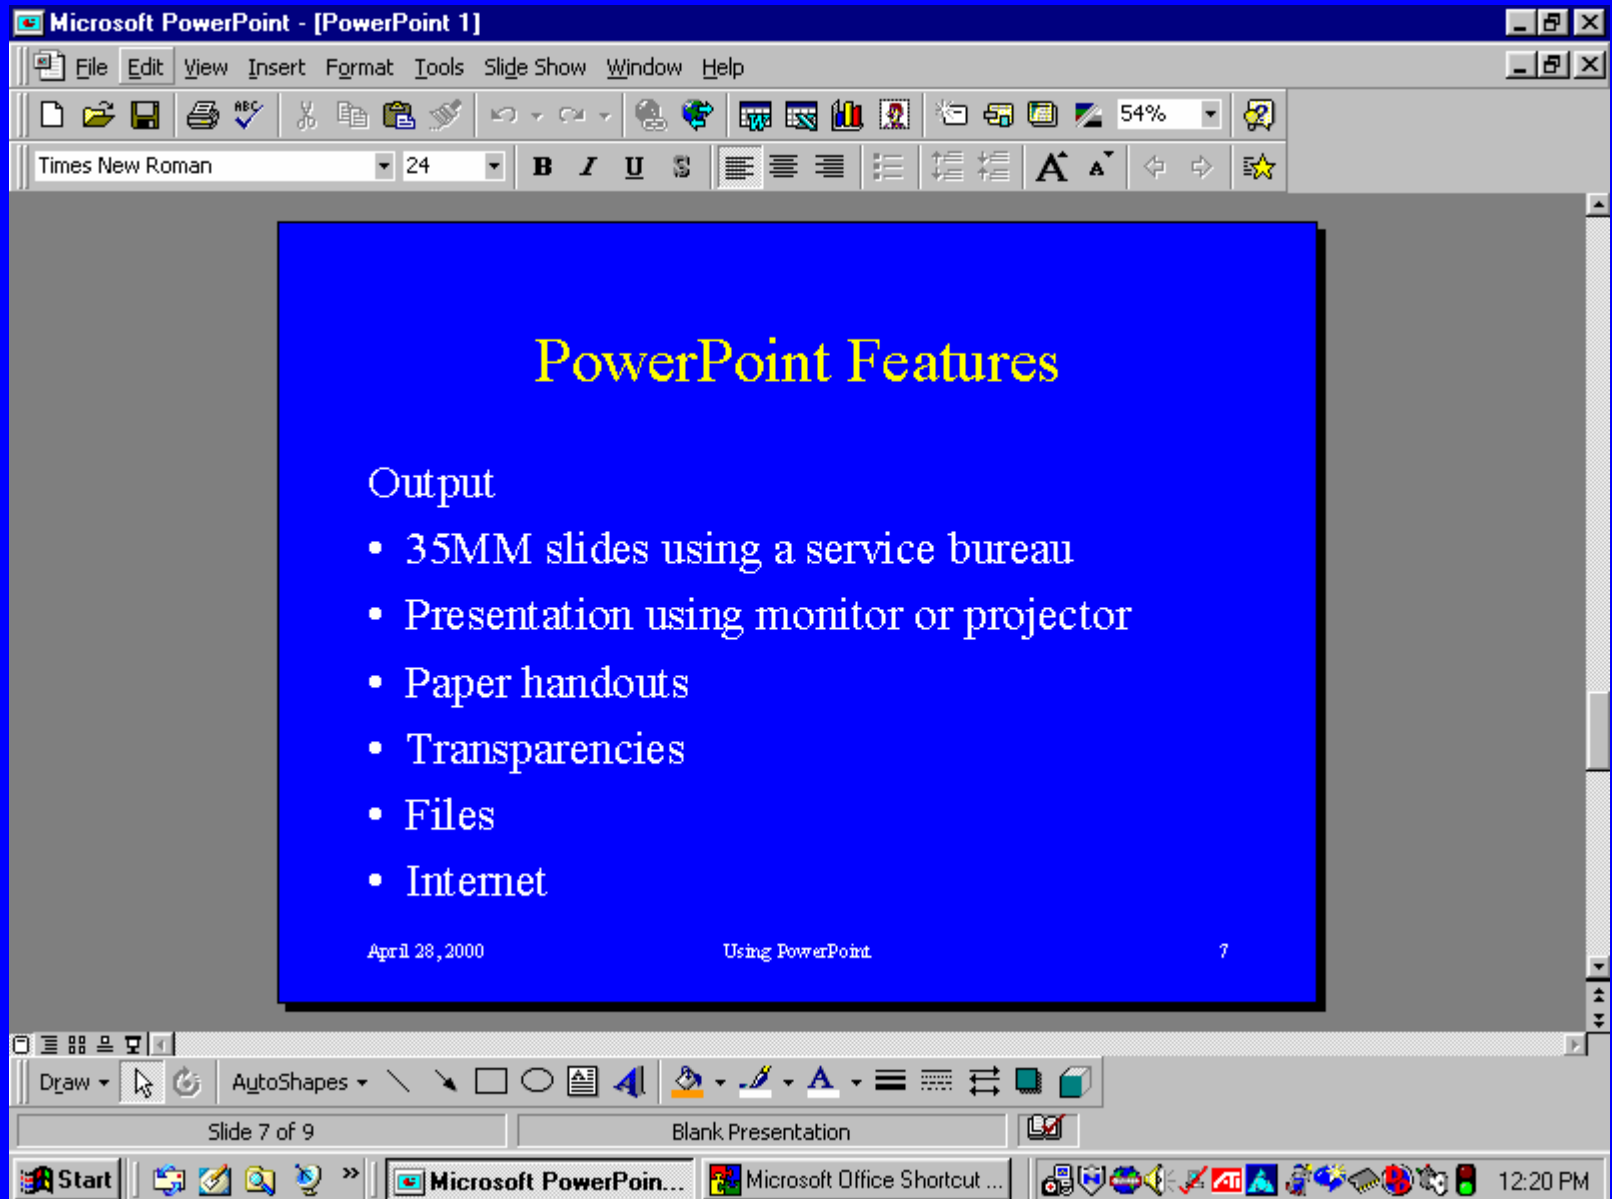 Microsoft PowerPoint - [PowerPoint 1]
File Edit View Insert Format Tools Slide Show Window Help
ABC 54%
Times New Roman 24 B I U S A A
PowerPoint Features
Output
• 35MM slides using a service bureau
• Presentation using monitor or projector
• Paper handouts
• Transparencies
• Files
• Internet
April 28, 2000 Using PowerPoint 7
Draw AutoShapes A A
Slide 7 of 9 Blank Presentation
Start » Microsoft PowerPoin... Microsoft Office Shortcut ... ATI 12:20 PM